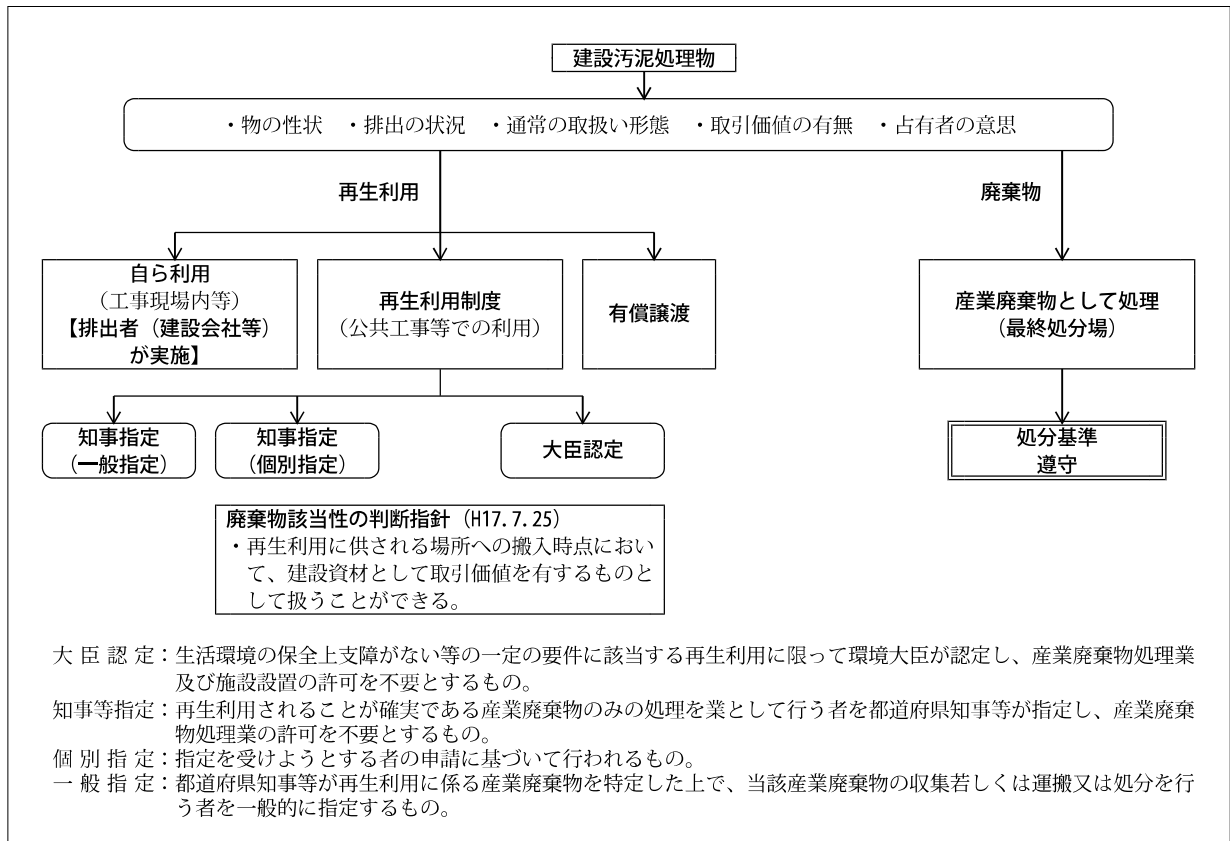 建設汚泥処理物
・物の性状　・排出の状況　・通常の取扱い形態　・取引価値の有無　・占有者の意思
再生利用
廃棄物
自ら利用
（工事現場内等）
【排出者（建設会社等）
が実施】
再生利用制度
（公共工事等での利用）
有償譲渡
産業廃棄物として処理
（最終処分場）
知事指定
（一般指定）
知事指定
（個別指定）
大臣認定
処分基準
遵守
廃棄物該当性の判断指針（H17.7.25）
・再生利用に供される場所への搬入時点におい
て、建設資材として取引価値を有するものと
して扱うことができる。
大臣認定：生活環境の保全上支障がない等の一定の要件に該当する再生利用に限って環境大臣が認定し、産業廃棄物処理業
及び施設設置の許可を不要とするもの。
知事等指定：再生利用されることが確実である産業廃棄物のみの処理を業として行う者を都道府県知事等が指定し、産業廃棄
物処理業の許可を不要とするもの。
個別指定：指定を受けようとする者の申請に基づいて行われるもの。
一般指定：都道府県知事等が再生利用に係る産業廃棄物を特定した上で、当該産業廃棄物の収集若しくは運搬又は処分を行
う者を一般的に指定するもの。